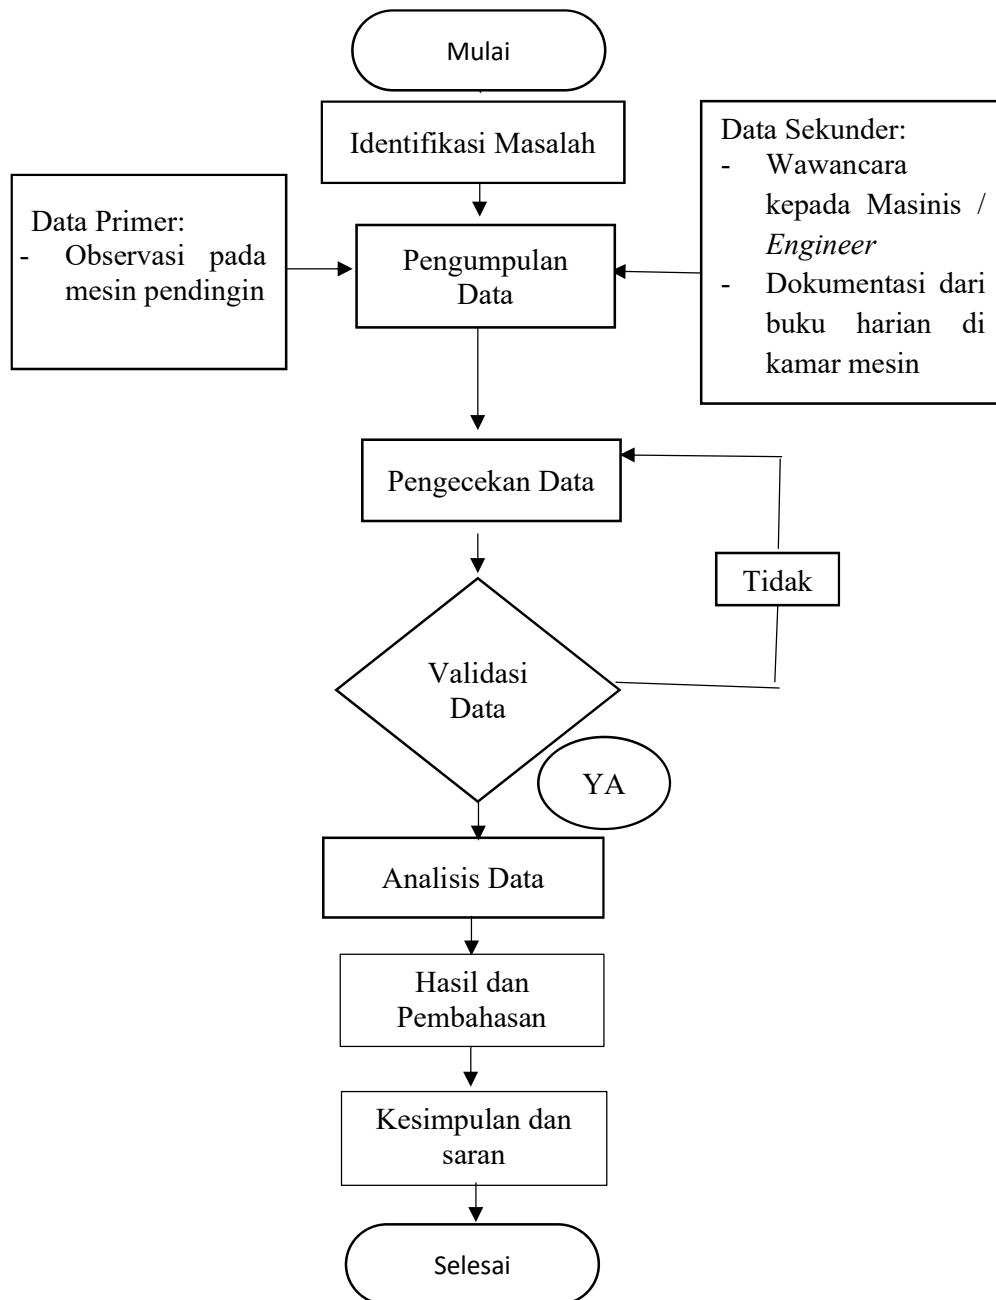 Mulai
Identifikasi Masalah
Data Primer:
- Observasi pada
mesin pendingin
Pengumpulan
Data
Data Sekunder:
- Wawancara
kepada Masinis /
Engineer
- Dokumentasi dari
buku harian di
kamar mesin
Pengecekan Data
Tidak
Validasi
Data
YA
Analisis Data
Hasil dan
Pembahasan
Kesimpulan dan
saran
Selesai